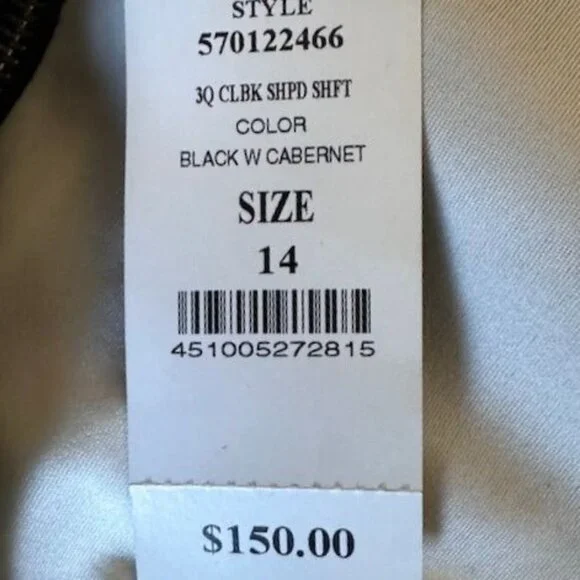 STYLE
570122466
3Q CLBK SHPD SHFT
COLOR
BLACK W CABERNET
SIZE
14
451005272815
$150.00